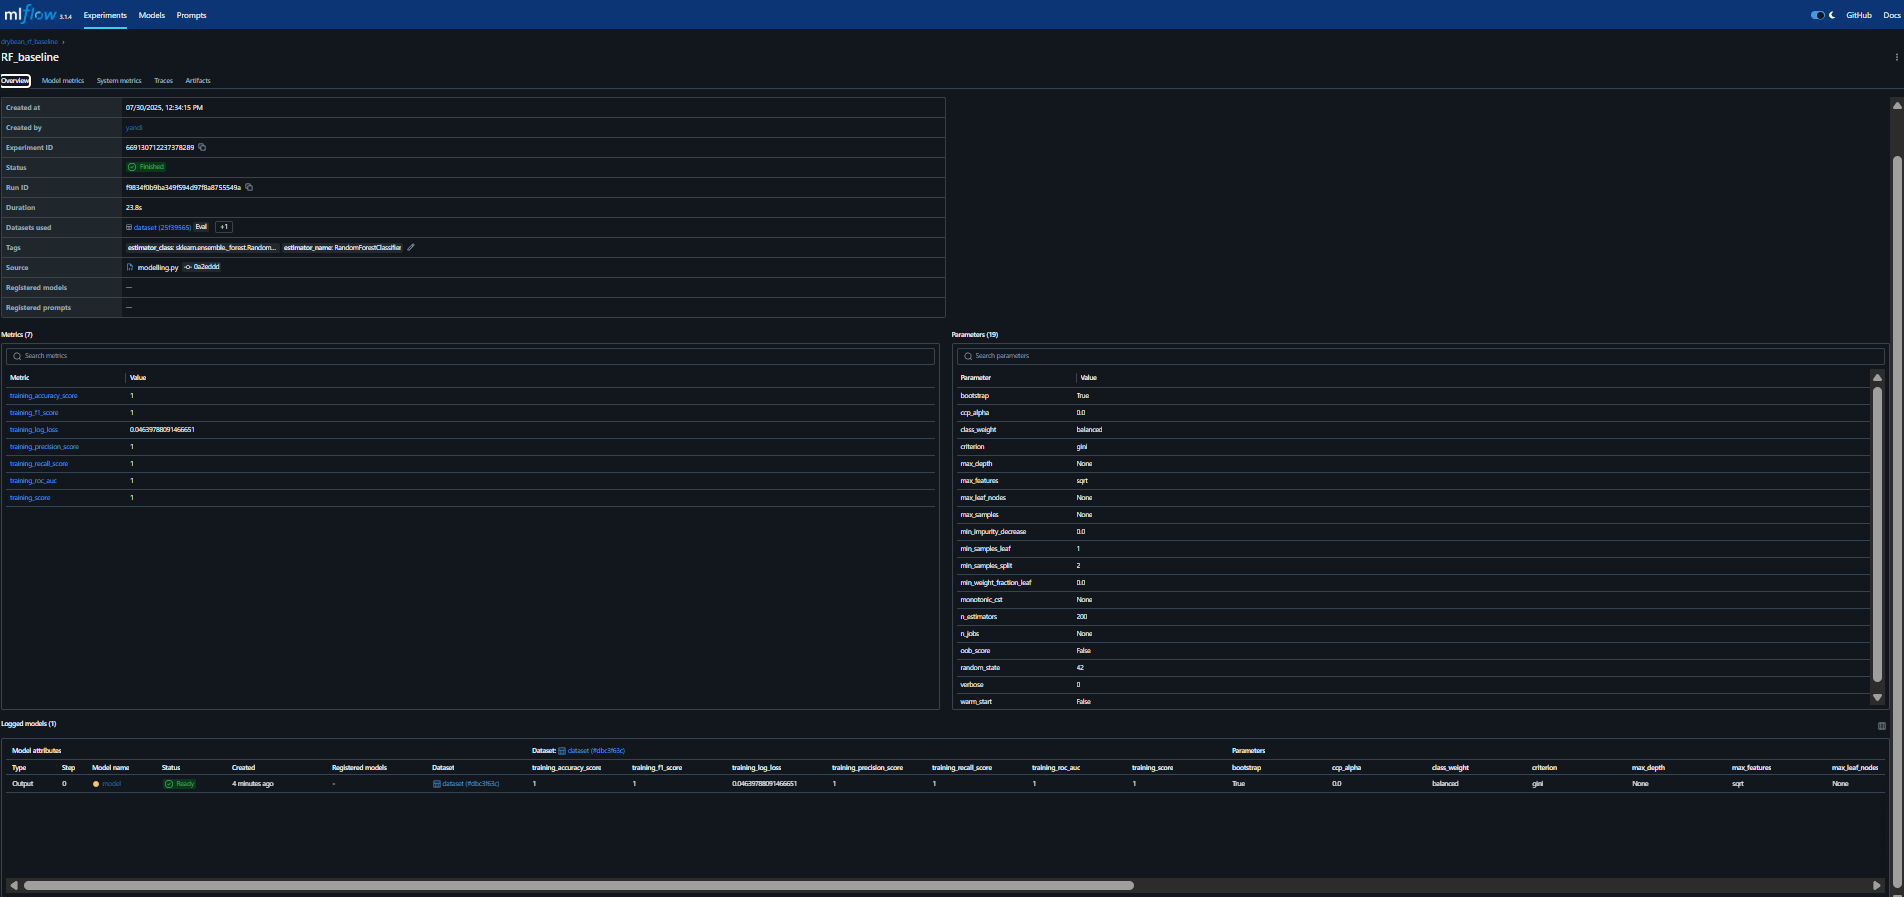 mlflow 3.1.4 Experiments Models Prompts GitHub Docs
drybean_rf_baseline ›
RF_baseline
Overview Model metrics System metrics Traces Artifacts
Created at 07/30/2025, 12:34:15 PM
Created by yandi
Experiment ID 669130712237378289
Status Finished
Run ID f9834f0b9ba349f594d97f8a8755549a
Duration 23.8s
Datasets used dataset (25f39565) Eval +1
Tags estimator_class: sklearn.ensemble._forest.Random... estimator_name: RandomForestClassifier
Source modelling.py 0a2eddd
Registered models —
Registered prompts —
Metrics (7)
Search metrics
Metric Value
training_accuracy_score 1
training_f1_score 1
training_log_loss 0.04639788091466651
training_precision_score 1
training_recall_score 1
training_roc_auc 1
training_score 1
Parameters (19)
Search parameters
Parameter Value
bootstrap True
ccp_alpha 0.0
class_weight balanced
criterion gini
max_depth None
max_features sqrt
max_leaf_nodes None
max_samples None
min_impurity_decrease 0.0
min_samples_leaf 1
min_samples_split 2
min_weight_fraction_leaf 0.0
monotonic_cst None
n_estimators 200
n_jobs None
oob_score False
random_state 42
verbose 0
warm_start False
Logged models (1)
Model attributes Dataset: dataset (#dbc3f63c) Parameters
Type Step Model name Status Created Registered models Dataset training_accuracy_score training_f1_score training_log_loss training_precision_score training_recall_score training_roc_auc training_score bootstrap ccp_alpha class_weight criterion max_depth max_features max_leaf_nodes
Output 0 model Ready 4 minutes ago - dataset (#dbc3f63c) 1 1 0.04639788091466651 1 1 1 1 True 0.0 balanced gini None sqrt None